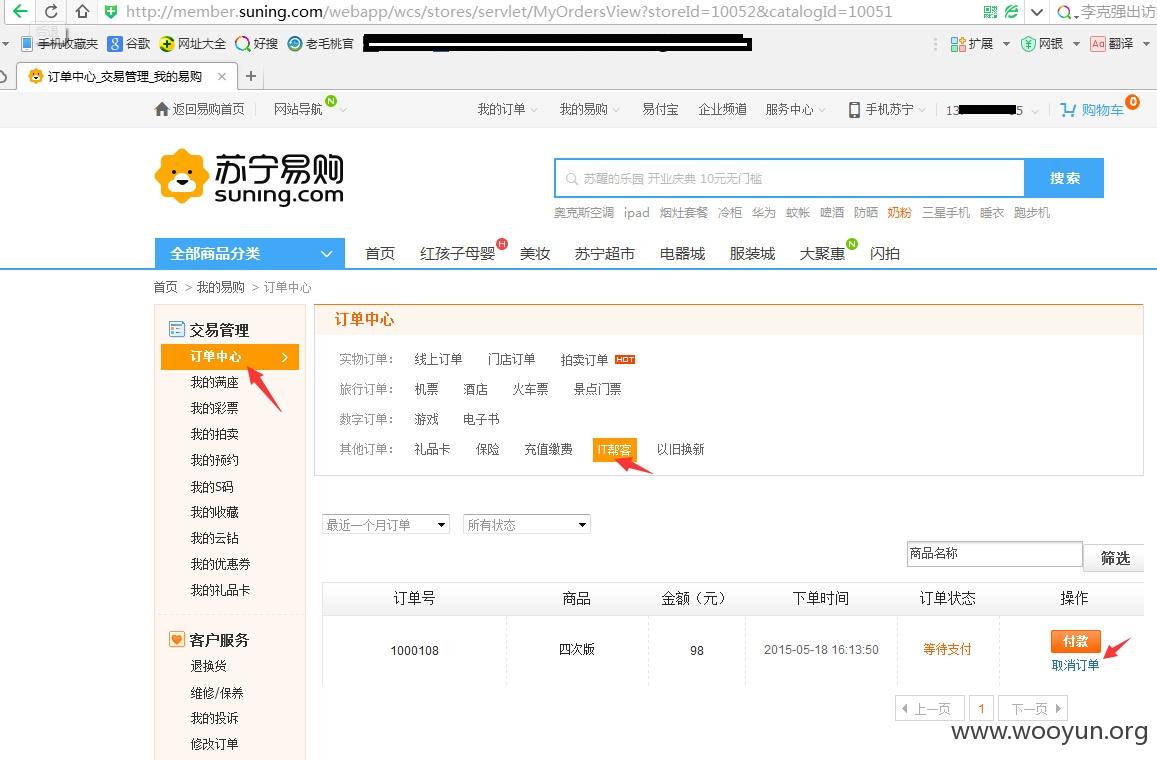 http://member.suning.com/webapp/wcs/stores/servlet/MyOrdersView?storeId=10052&catalogId=10051 李克强出访
手机收藏夹 谷歌 网址大全 好搜 老毛桃官 扩展 网银 Aa 翻译
订单中心_交易管理_我的易购 × +
返回易购首页 网站导航 N 我的订单 我的易购 易付宝 企业频道 服务中心 手机苏宁 13 5 购物车 0
苏宁易购
suning.com
苏醒的乐园 开业庆典 10元无门槛 搜索
奥克斯空调 ipad 烟灶套餐 冷柜 华为 蚊帐 啤酒 防晒 奶粉 三星手机 睡衣 跑步机
全部商品分类 首页 红孩子母婴 H 美妆 苏宁超市 电器城 服装城 大聚惠 N 闪拍
首页 > 我的易购 > 订单中心
交易管理
订单中心
我的满座
我的彩票
我的拍卖
我的预约
我的S码
我的收藏
我的云钻
我的优惠券
我的礼品卡
客户服务
退换货
维修/保养
我的投诉
修改订单
订单中心
实物订单: 线上订单 门店订单 拍卖订单 HOT
旅行订单: 机票 酒店 火车票 景点门票
数字订单: 游戏 电子书
其他订单: 礼品卡 保险 充值缴费 IT帮客 以旧换新
最近一个月订单 所有状态
商品名称 筛选
订单号 商品 金额（元） 下单时间 订单状态 操作
1000108 四次版 98 2015-05-18 16:13:50 等待支付 付款
取消订单
上一页 1 下一页
www.wooyun.org